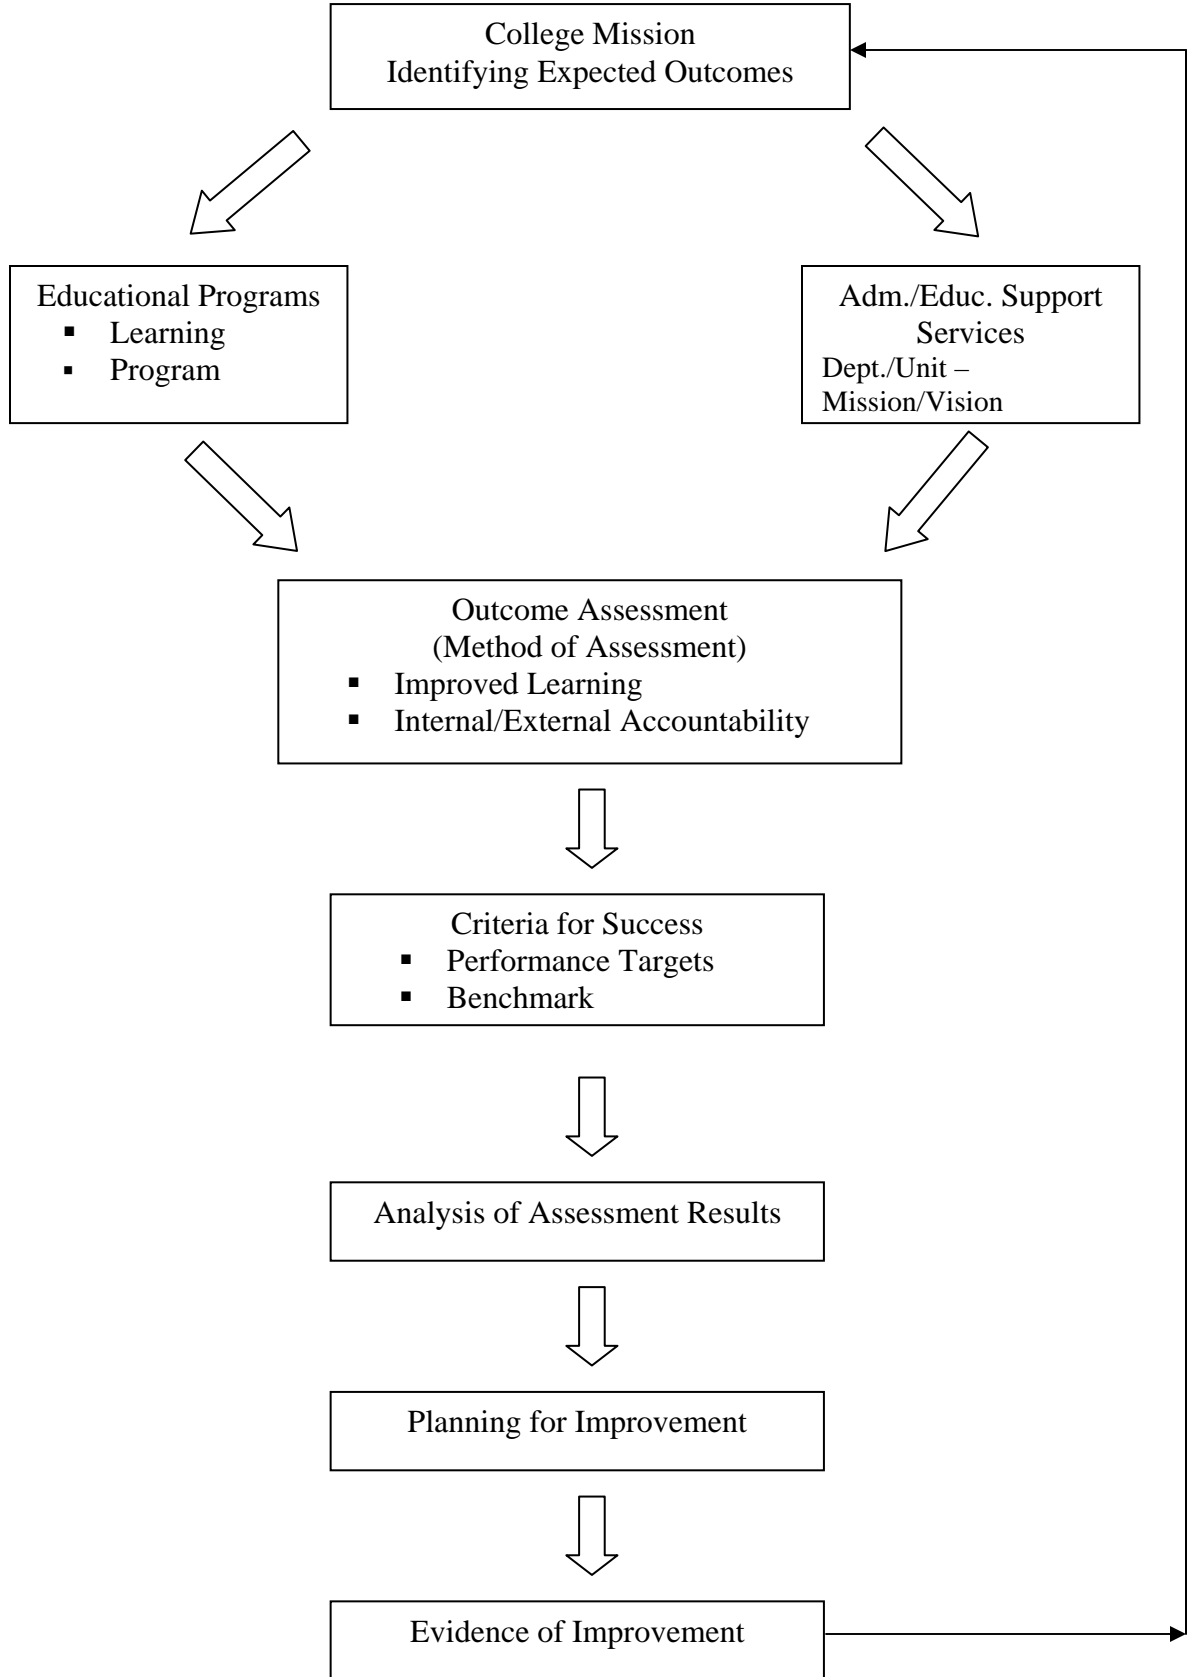 College Mission
Identifying Expected Outcomes
Educational Programs
▪ Learning
▪ Program
Adm./Educ. Support
Services
Dept./Unit –
Mission/Vision
Outcome Assessment
(Method of Assessment)
▪ Improved Learning
▪ Internal/External Accountability
Criteria for Success
▪ Performance Targets
▪ Benchmark
Analysis of Assessment Results
Planning for Improvement
Evidence of Improvement